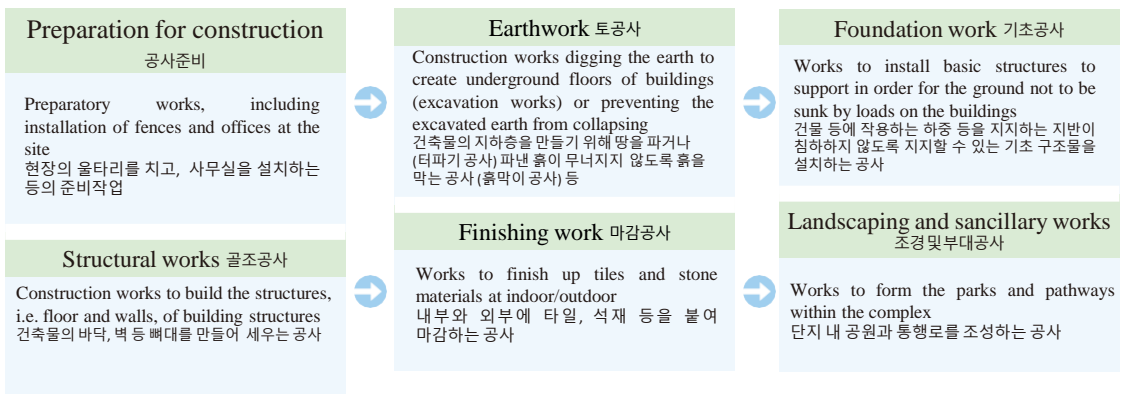 Preparation for construction
공사준비
Preparatory works, including
installation of fences and offices at the
site
현장의 울타리를 치고, 사무실을 설치하는
등의 준비작업
Earthwork 토공사
Construction works digging the earth to
create underground floors of buildings
(excavation works) or preventing the
excavated earth from collapsing
건축물의 지하층을 만들기 위해 땅을 파거나
(터파기 공사) 파낸 흙이 무너지지 않도록 흙을
막는 공사 (흙막이 공사) 등
Foundation work 기초공사
Works to install basic structures to
support in order for the ground not to be
sunk by loads on the buildings
건물 등에 작용하는 하중 등을 지지하는 지반이
침하하지 않도록 지지할 수 있는 기초 구조물을
설치하는 공사
Structural works 골조공사
Construction works to build the structures,
i.e. floor and walls, of building structures
건축물의 바닥, 벽 등 뼈대를 만들어 세우는 공사
Finishing work 마감공사
Works to finish up tiles and stone
materials at indoor/outdoor
내부와 외부에 타일, 석재 등을 붙여
마감하는 공사
Landscaping and sancillary works
조경및부대공사
Works to form the parks and pathways
within the complex
단지 내 공원과 통행로를 조성하는 공사